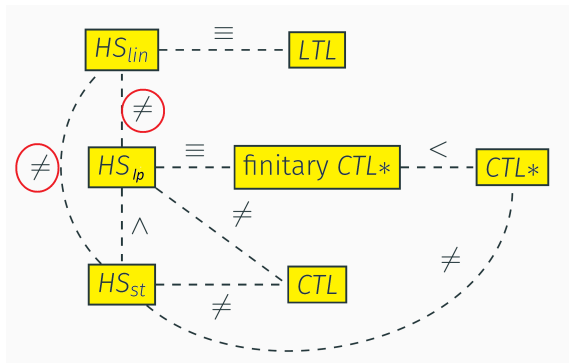 HS_lin ≡ LTL
≠
≠ HS_lp ≡ finitary CTL* < CTL*
≠
∧
≠
HS_st ≠ CTL